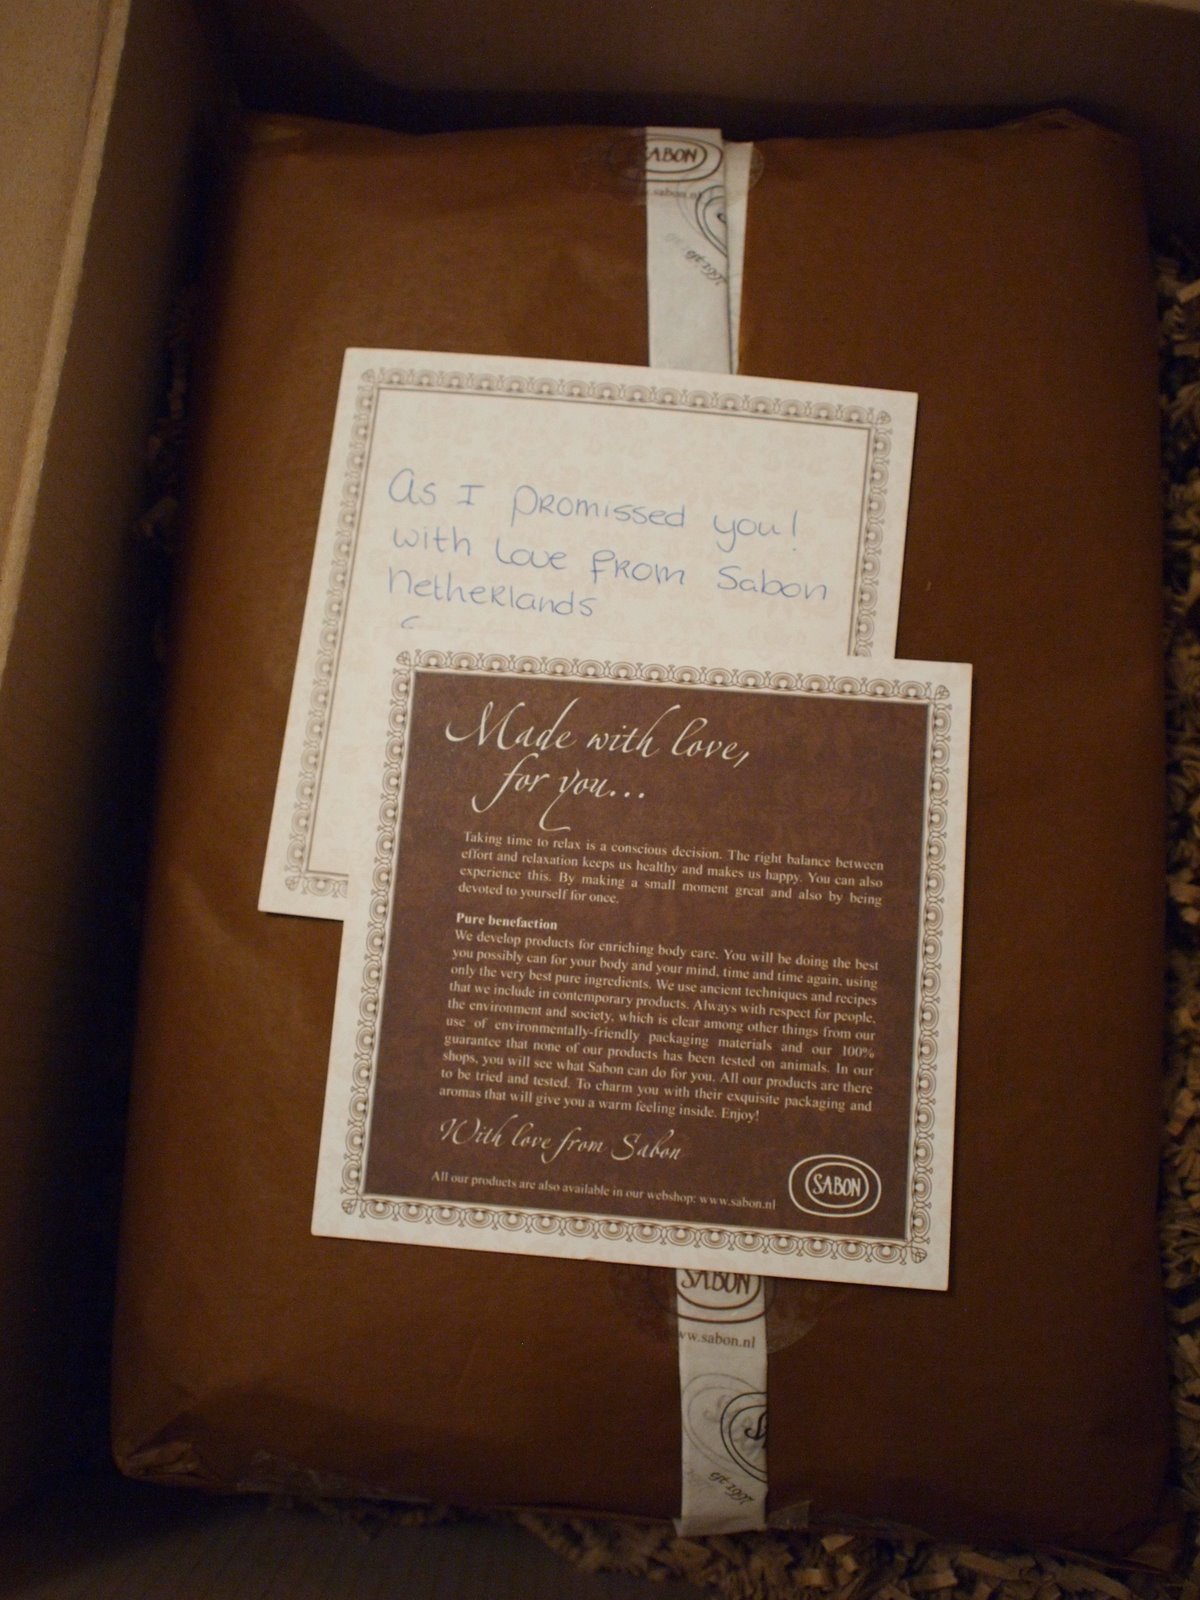 SABON
www.sabon.nl
est·1997
As I promissed you!
with love from Sabon
Netherlands
Made with love,
for you...
Taking time to relax is a conscious decision. The right balance between
effort and relaxation keeps us healthy and makes us happy. You can also
experience this. By making a small moment great and also by being
devoted to yourself for once.
Pure benefaction
We develop products for enriching body care. You will be doing the best
you possibly can for your body and your mind, time and time again, using
only the very best pure ingredients. We use ancient techniques and recipes
that we include in contemporary products. Always with respect for people,
the environment and society, which is clear among other things from our
use of environmentally-friendly packaging materials and our 100%
guarantee that none of our products has been tested on animals. In our
shops, you will see what Sabon can do for you. All our products are there
to be tried and tested. To charm you with their exquisite packaging and
aromas that will give you a warm feeling inside. Enjoy!
With love from Sabon
All our products are also available in our webshop: www.sabon.nl
SABON
SABON
www.sabon.nl
est·1997